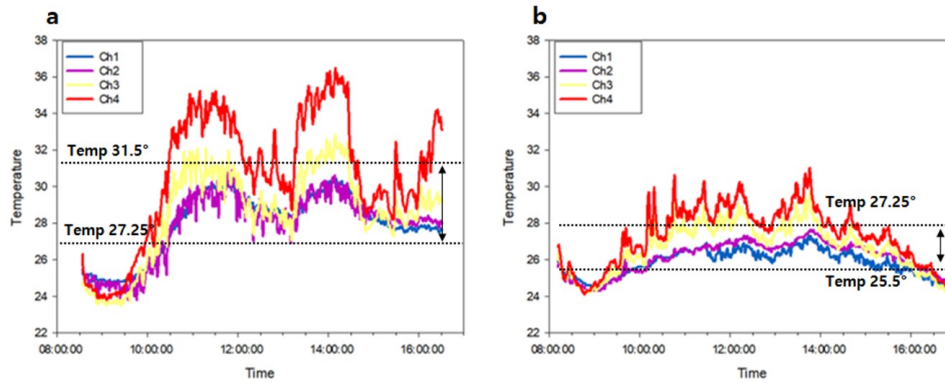 a
38
36
34
32
30
28
26
24
22
Temperature
Ch1
Ch2
Ch3
Ch4
Temp 31.5°
Temp 27.25°
08:00:00 10:00:00 12:00:00 14:00:00 16:00:00
Time
b
38
36
34
32
30
28
26
24
22
Temperature
Ch1
Ch2
Ch3
Ch4
Temp 27.25°
Temp 25.5°
08:00:00 10:00:00 12:00:00 14:00:00 16:00:00
Time